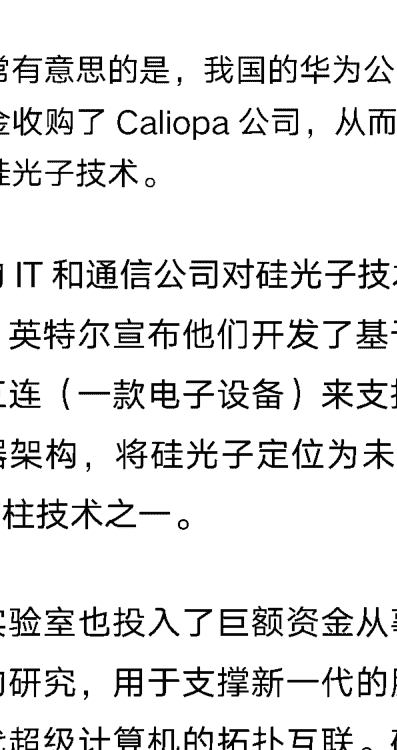 常有意思的是，我国的华为公
金收购了 Caliopa 公司，从而
硅光子技术。
的 IT 和通信公司对硅光子技术
，英特尔宣布他们开发了基于
互连（一款电子设备）来支持
器架构，将硅光子定位为未
柱技术之一。
实验室也投入了巨额资金从事
的研究，用于支撑新一代的
超级计算机的拓扑互联。